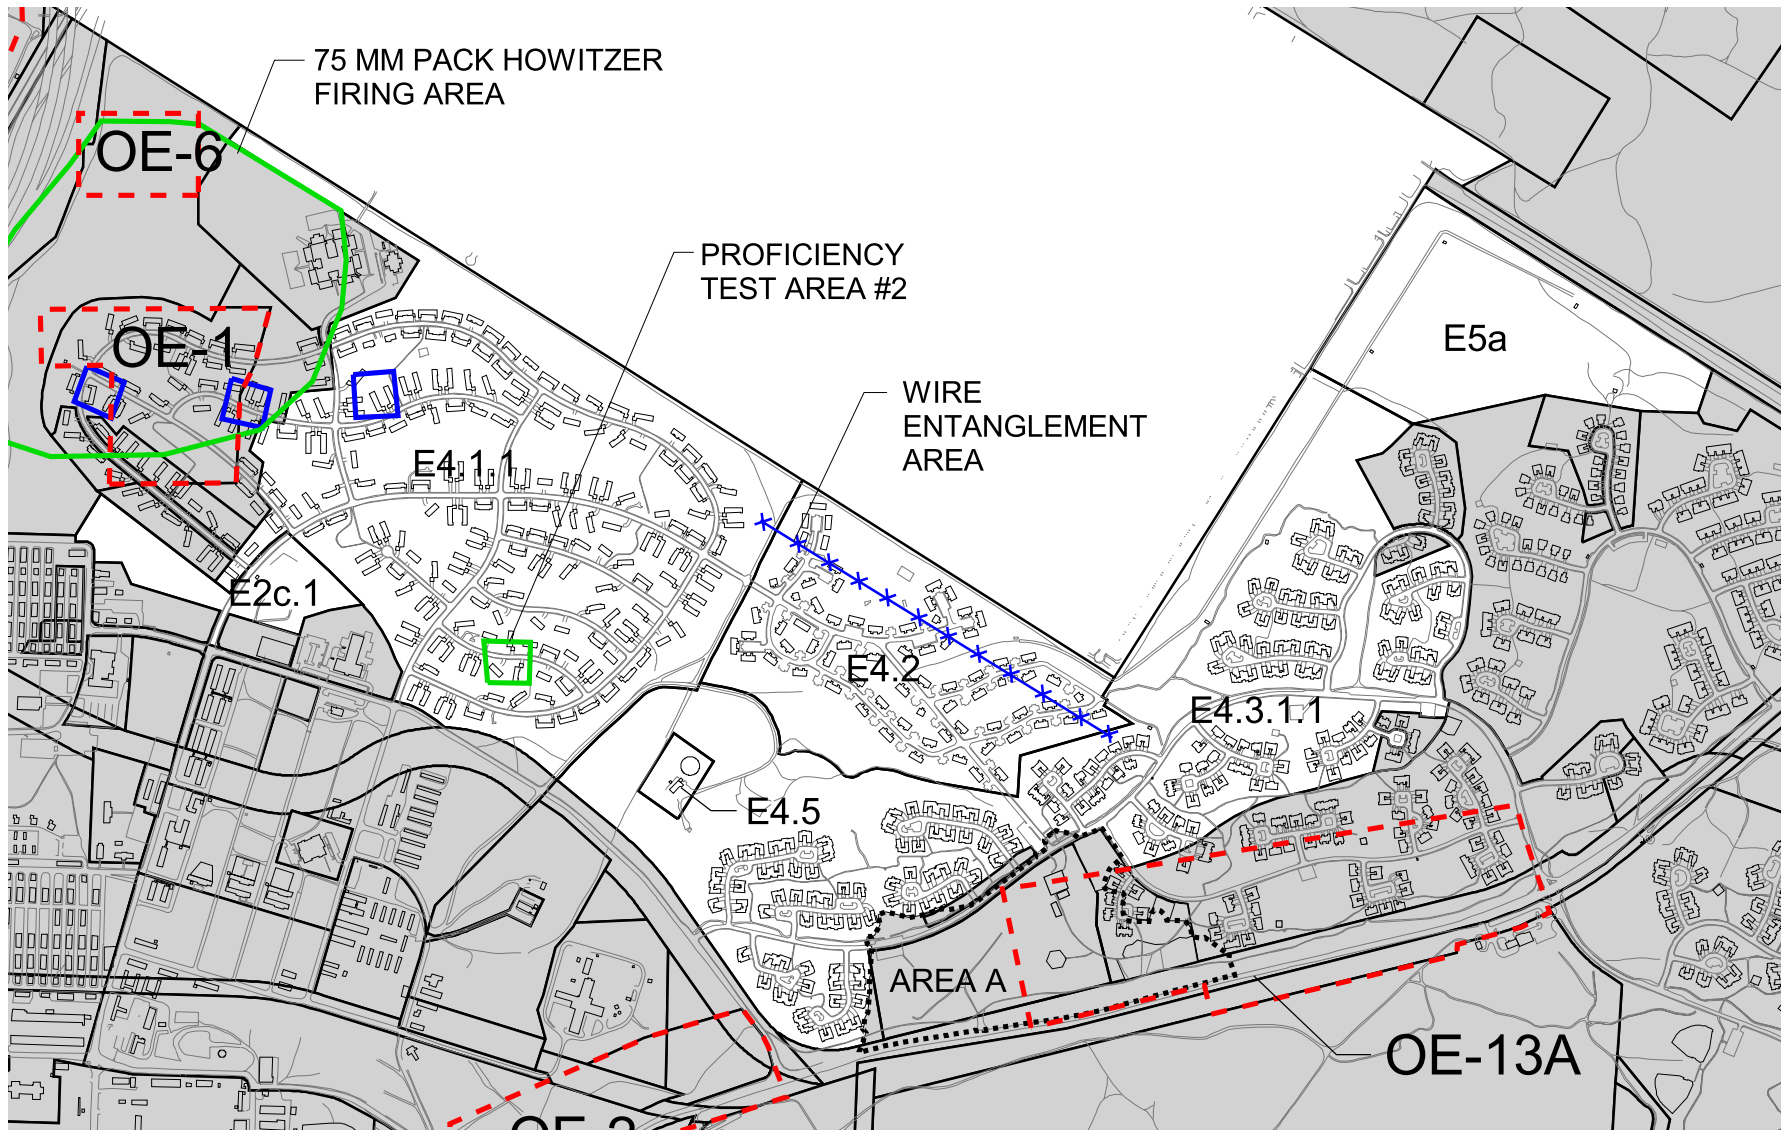 75 MM PACK HOWITZER
FIRING AREA
OE-6
PROFICIENCY
TEST AREA #2
OE-1
E5a
WIRE
ENTANGLEMENT
AREA
E4.1.1
E2c.1
E4.2
E4.3.1.1
E4.5
AREA A
OE-13A